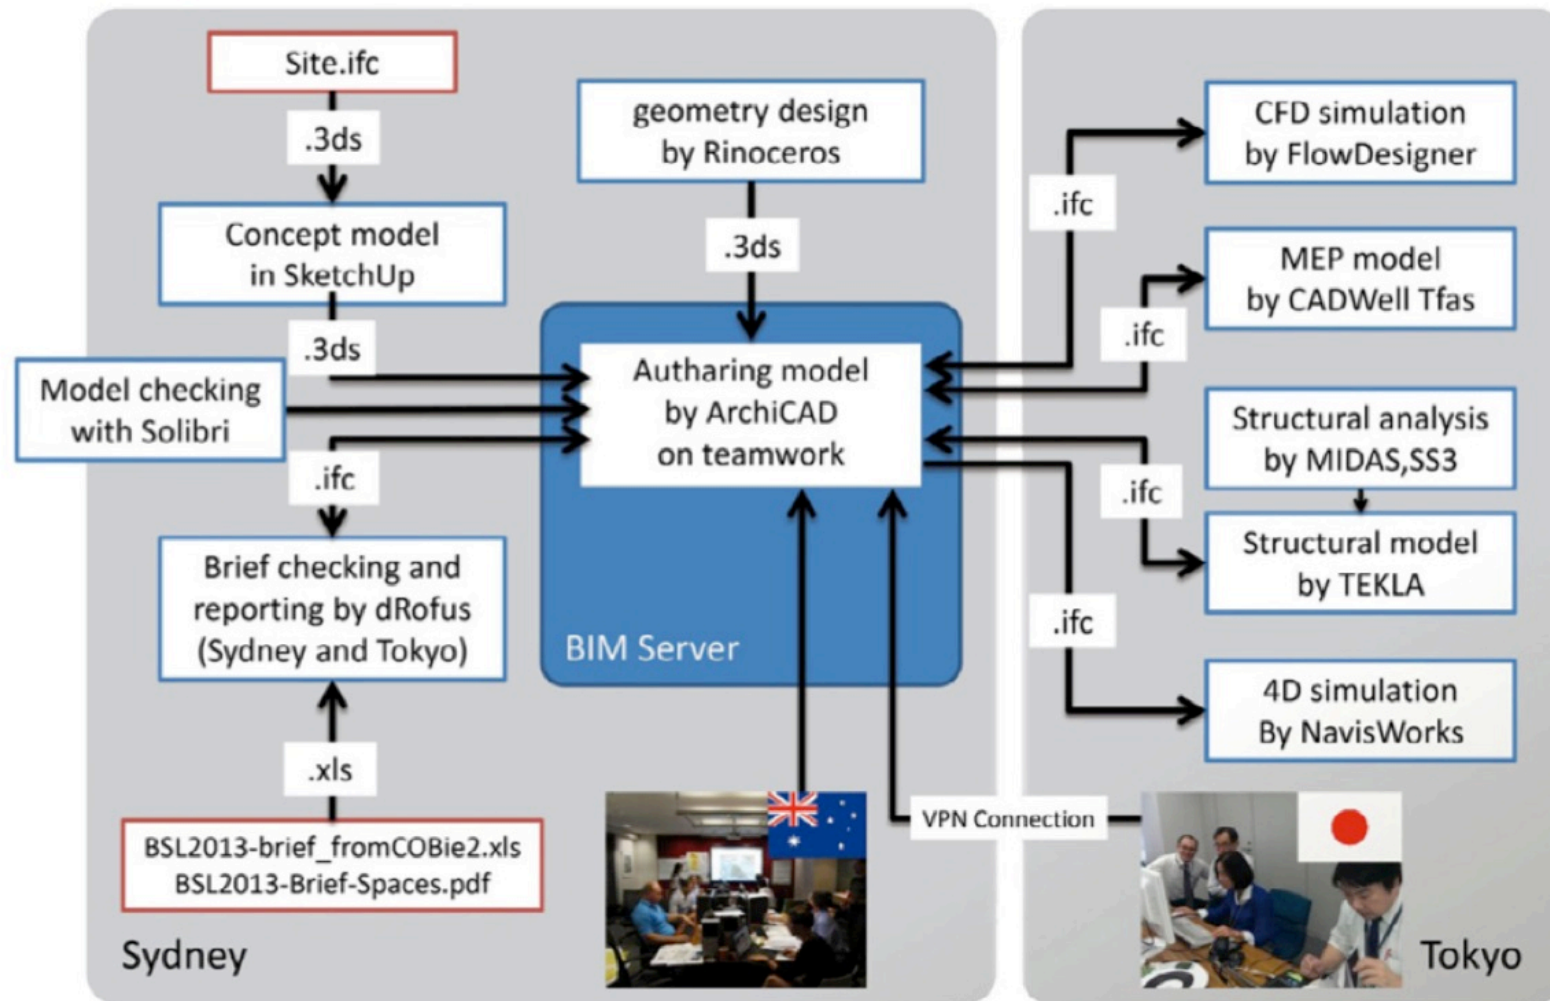 Site.ifc
.3ds
Concept model
in SketchUp
.3ds
Model checking
with Solibri
.ifc
Brief checking and
reporting by dRofus
(Sydney and Tokyo)
.xls
BSL2013-brief_fromCOBie2.xls
BSL2013-Brief-Spaces.pdf
Sydney
geometry design
by Rinoceros
.3ds
Autharing model
by ArchiCAD
on teamwork
BIM Server
VPN Connection
CFD simulation
by FlowDesigner
.ifc
MEP model
by CADWell Tfas
.ifc
Structural analysis
by MIDAS,SS3
.ifc
Structural model
by TEKLA
.ifc
4D simulation
By NavisWorks
Tokyo